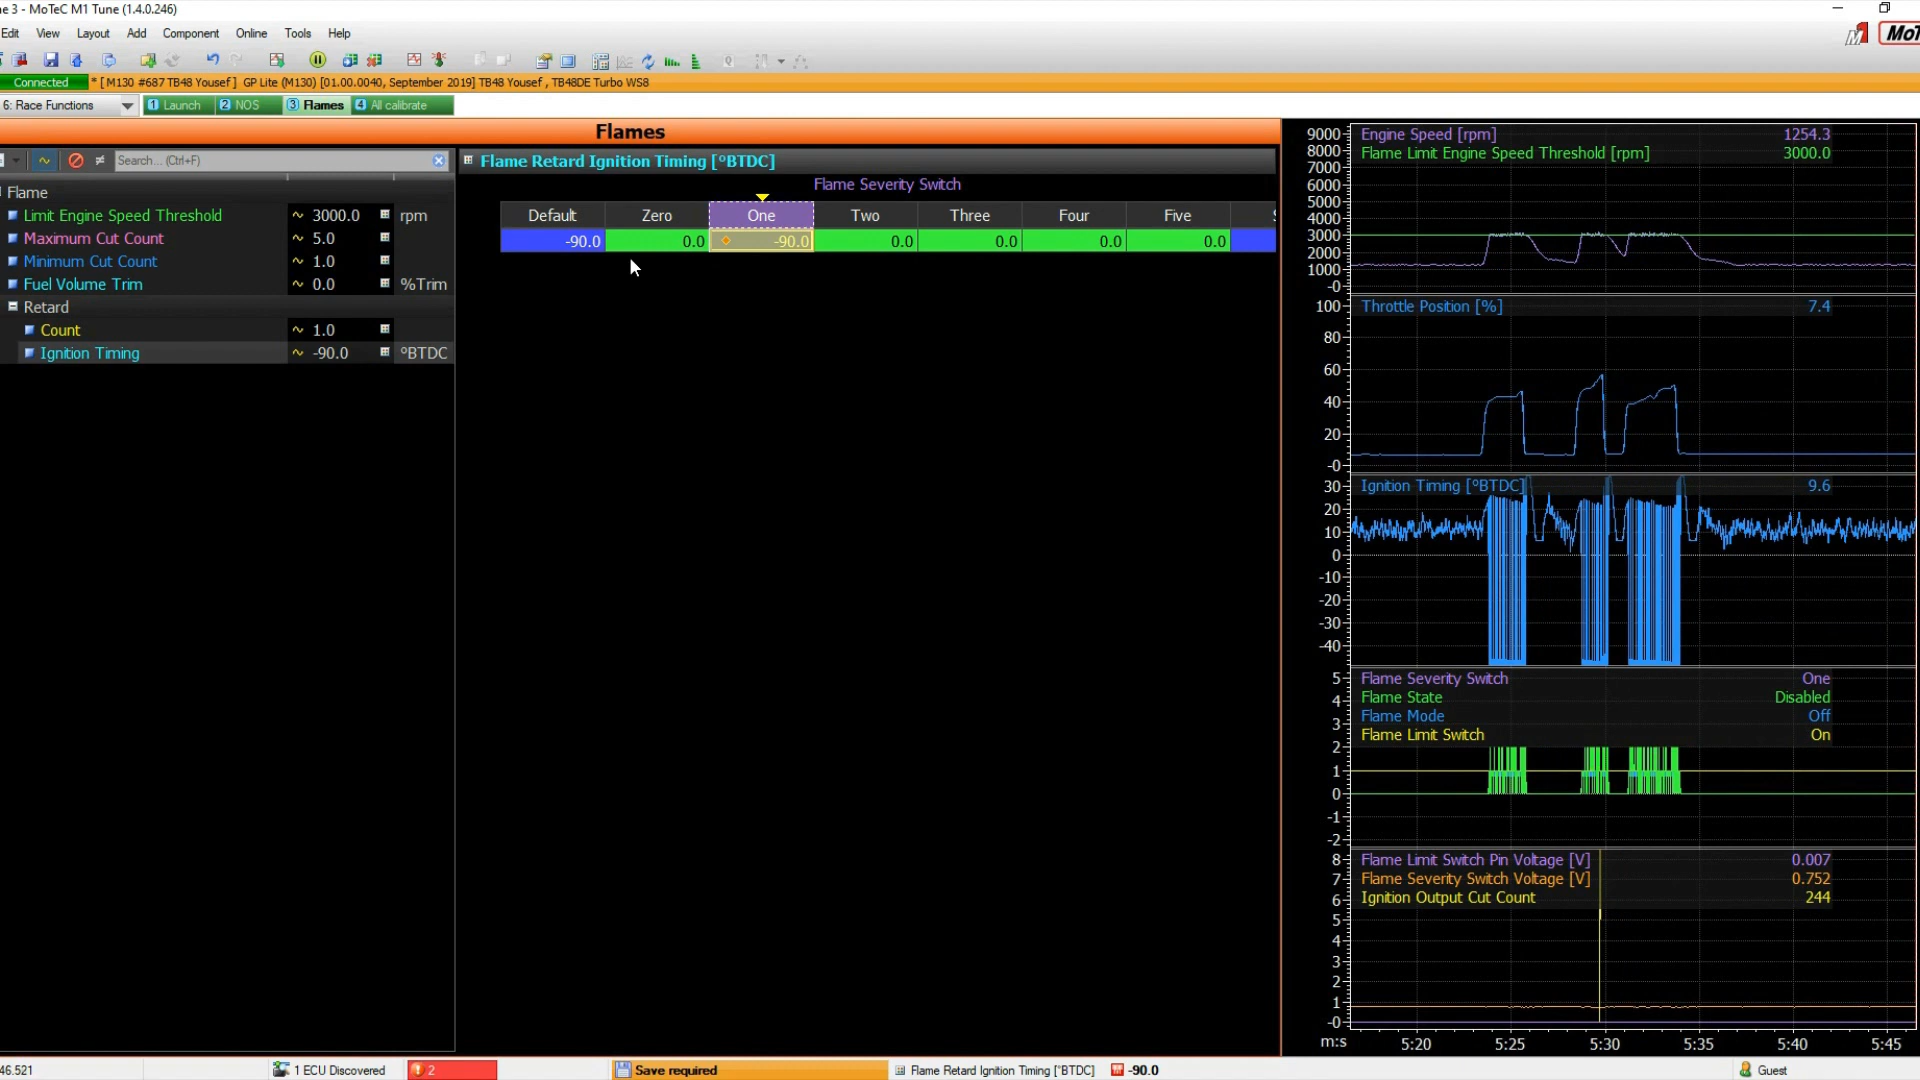 ne 3 - MoTeC M1 Tune (1.4.0.246)
Edit View Layout Add Component Online Tools Help
Connected * [ M130 #687 TB48 Yousef ] GP Lite (M130) [01.00.0040, September 2019] TB48 Yousef , TB48DE Turbo WS8
6: Race Functions 1 Launch 2 NOS 3 Flames 4 All calibrate
Flames
Search... (Ctrl+F)
Flame
Limit Engine Speed Threshold 3000.0 rpm
Maximum Cut Count 5.0
Minimum Cut Count 1.0
Fuel Volume Trim 0.0 %Trim
Retard
Count 1.0
Ignition Timing -90.0 ºBTDC
Flame Retard Ignition Timing [ºBTDC]
Flame Severity Switch
Default Zero One Two Three Four Five
-90.0 0.0 -90.0 0.0 0.0 0.0 0.0
Engine Speed [rpm] 1254.3
Flame Limit Engine Speed Threshold [rpm] 3000.0
9000
8000
7000
6000
5000
4000
3000
2000
1000
-0
Throttle Position [%] 7.4
100
80
60
40
20
-0
Ignition Timing [ºBTDC] 9.6
30
20
10
0
-10
-20
-30
-40
Flame Severity Switch One
Flame State Disabled
Flame Mode Off
Flame Limit Switch On
5
4
3
2
1
0
-1
-2
Flame Limit Switch Pin Voltage [V] 0.007
Flame Severity Switch Voltage [V] 0.752
Ignition Output Cut Count 244
8
7
6
5
4
3
2
1
-0
m:s 5:20 5:25 5:30 5:35 5:40 5:45
46.521 1 ECU Discovered 2 Save required Flame Retard Ignition Timing [ºBTDC] -90.0 Guest